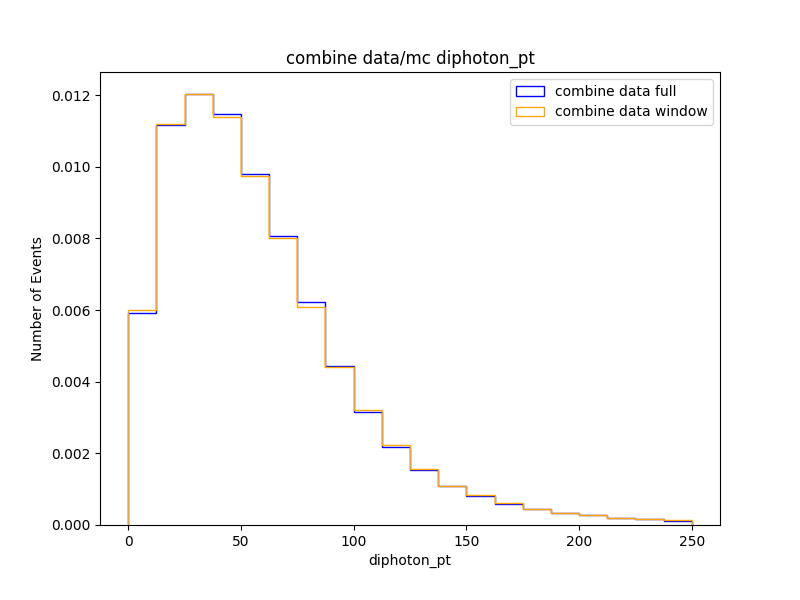 combine data/mc diphoton_pt
combine data full
combine data window
Number of Events
0.012
0.010
0.008
0.006
0.004
0.002
0.000
0
50
100
150
200
250
diphoton_pt